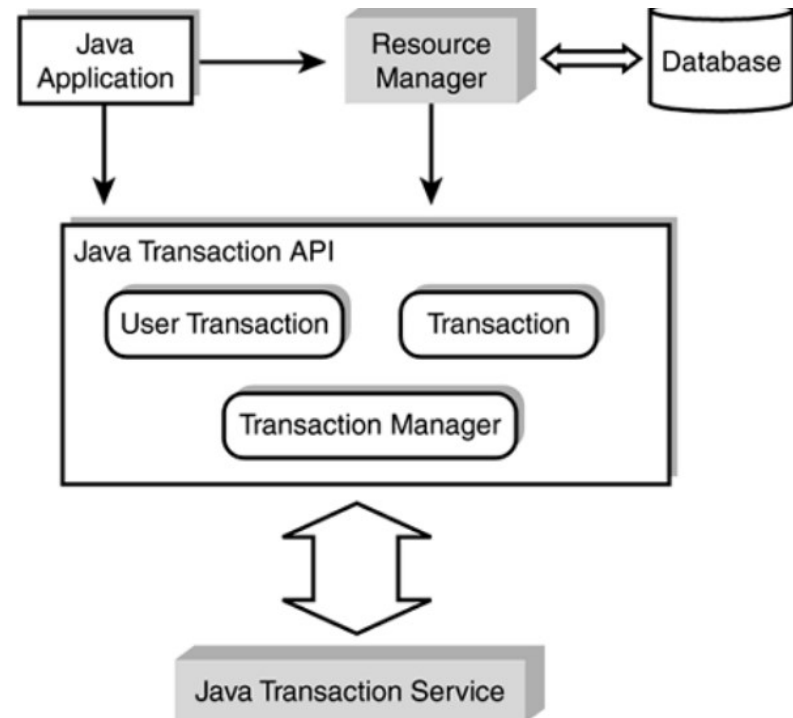 Java
Application
Resource
Manager
Database
Java Transaction API
User Transaction
Transaction
Transaction Manager
Java Transaction Service